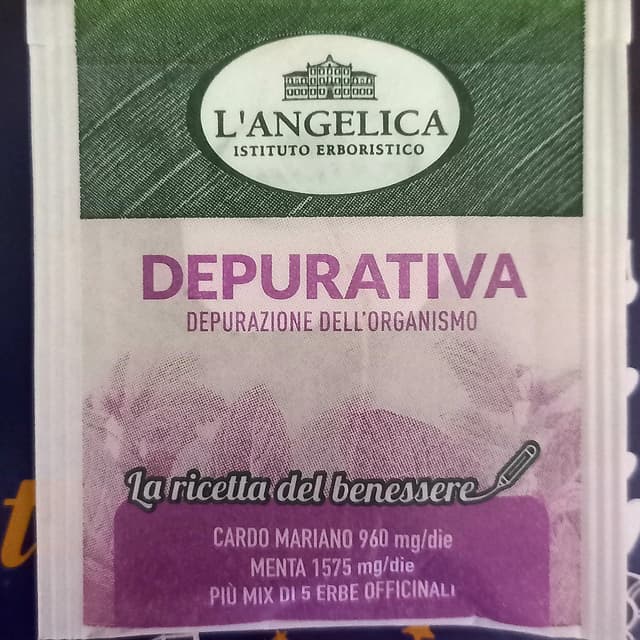 L'ANGELICA
ISTITUTO ERBORISTICO
DEPURATIVA
DEPURAZIONE DELL'ORGANISMO
La ricetta del benessere
CARDO MARIANO 960 mg/die
MENTA 1575 mg/die
PIÙ MIX DI 5 ERBE OFFICINALI